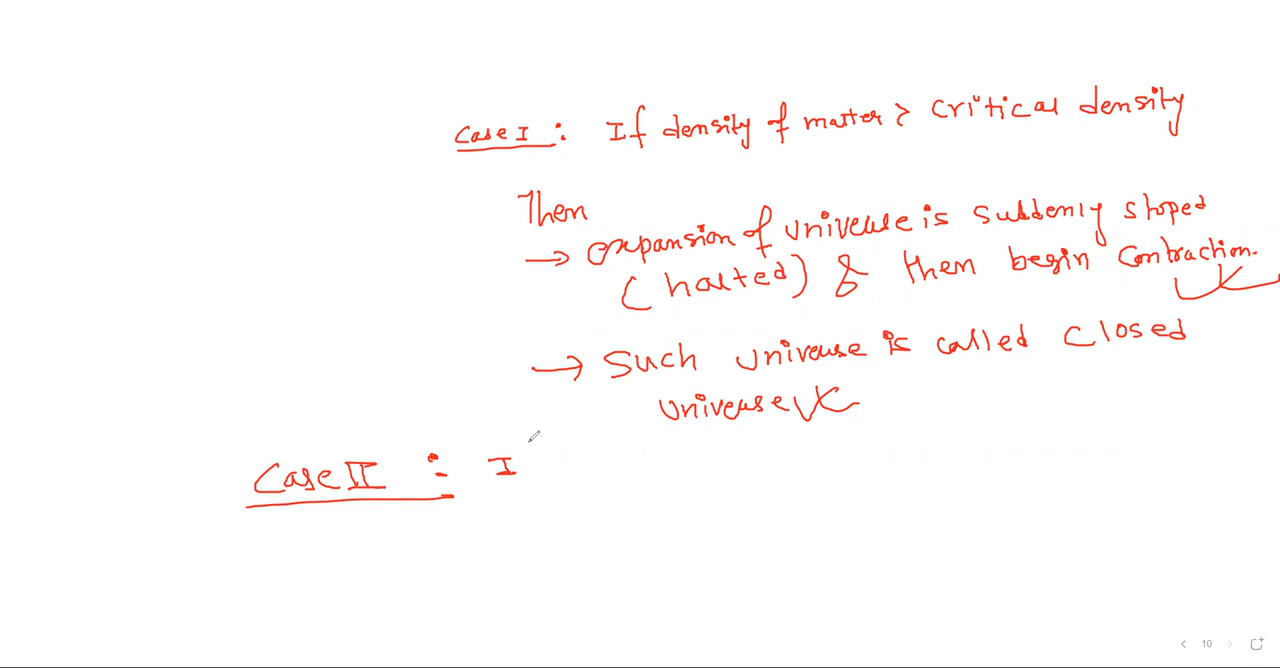 Case I : If density of matter > critical density
Then
→ expansion of universe is suddenly stoped
(halted) & then begin contraction.
→ Such universe is called closed
universe
Case II : I
10